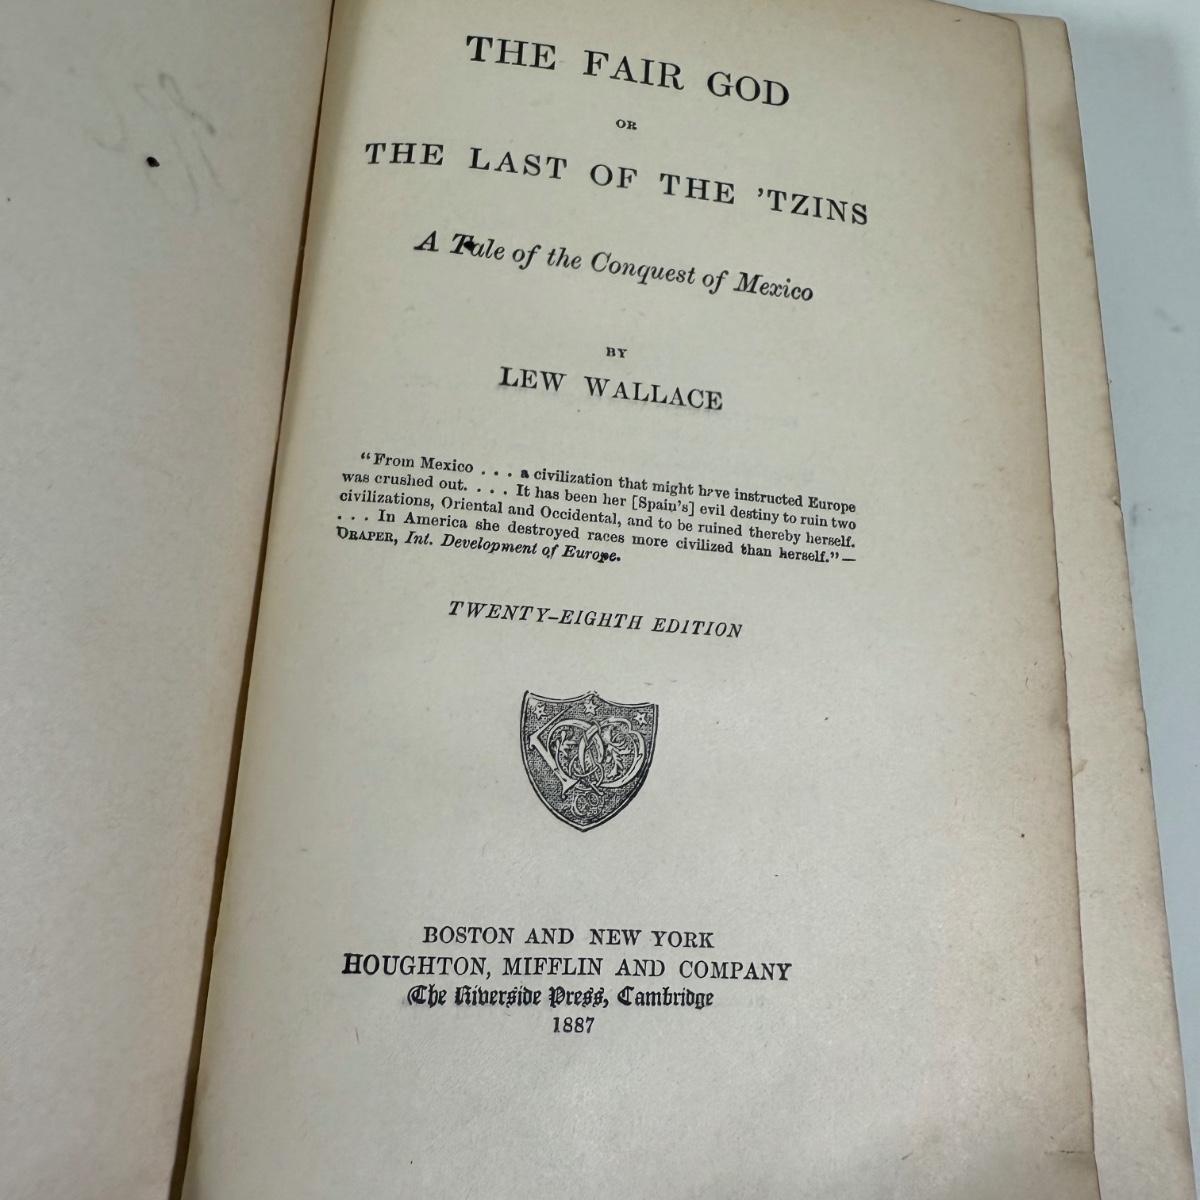 THE FAIR GOD
OR
THE LAST OF THE 'TZINS
A Tale of the Conquest of Mexico
BY
LEW WALLACE
"From Mexico . . . a civilization that might have instructed Europe
was crushed out. . . . It has been her [Spain's] evil destiny to ruin two
civilizations, Oriental and Occidental, and to be ruined thereby herself.
. . . In America she destroyed races more civilized than herself."—
DRAPER, Int. Development of Europe.
TWENTY-EIGHTH EDITION
BOSTON AND NEW YORK
HOUGHTON, MIFFLIN AND COMPANY
The Riverside Press, Cambridge
1887